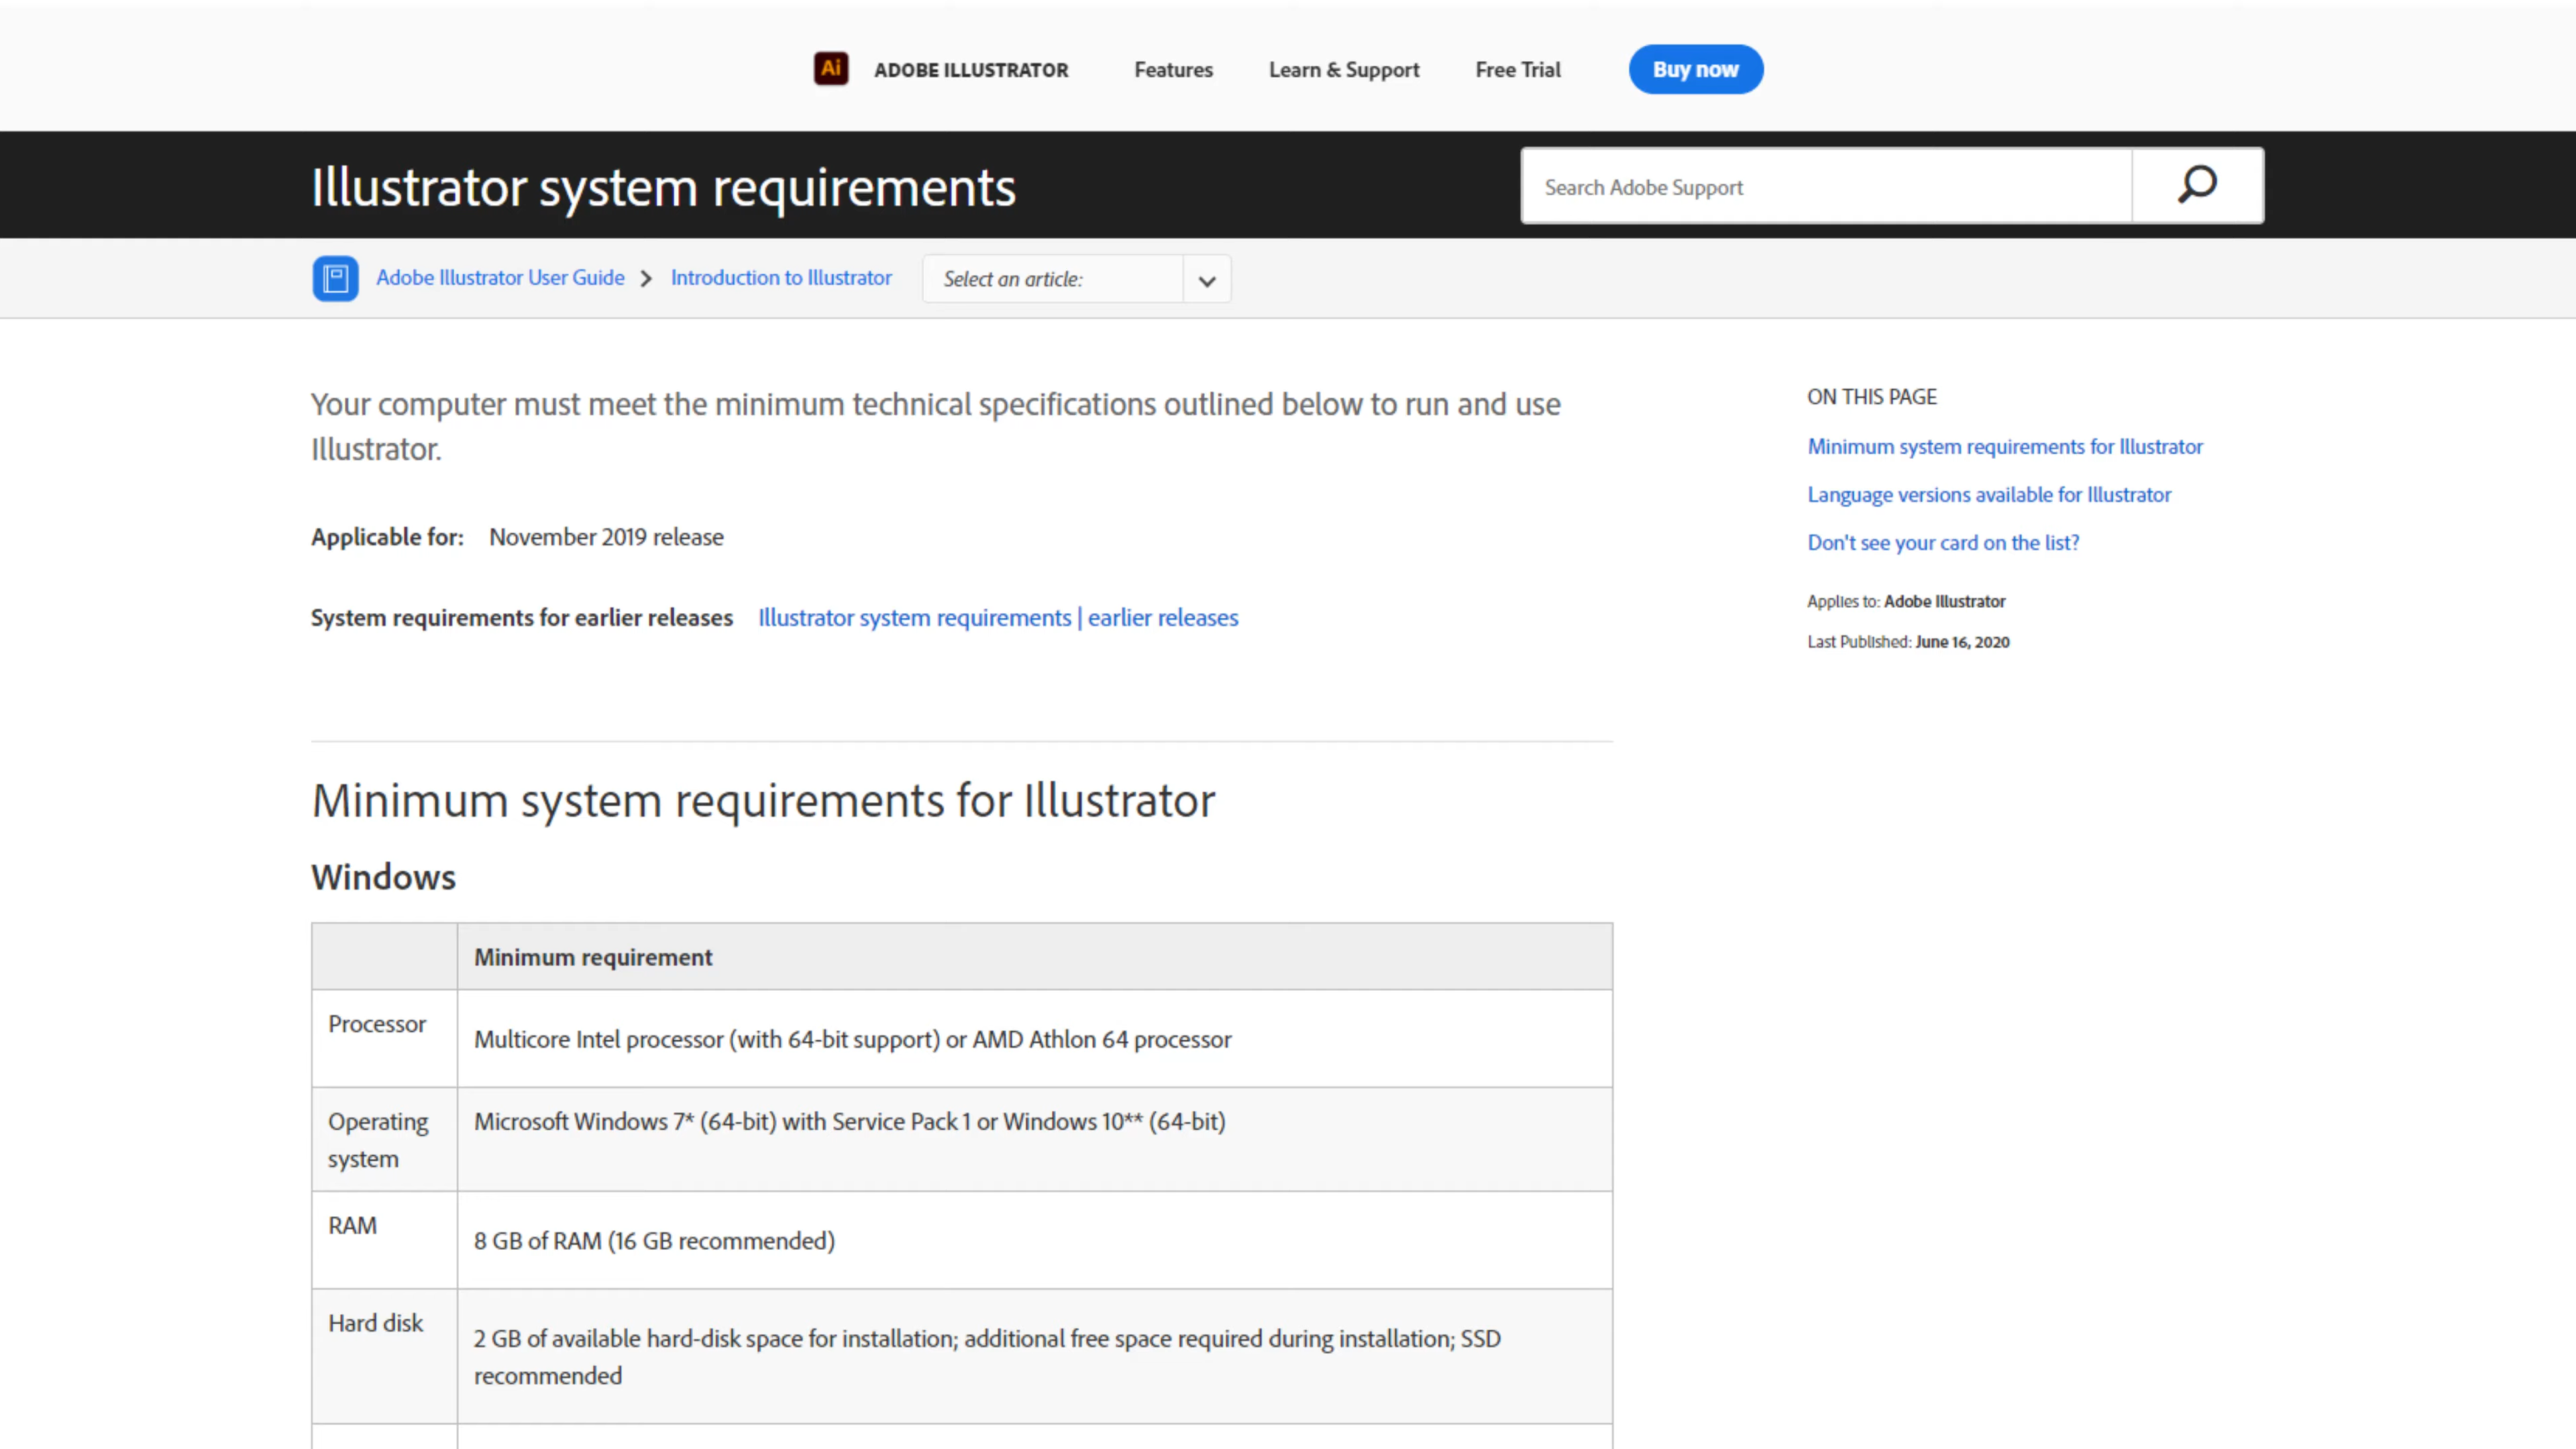 Ai ADOBE ILLUSTRATOR Features Learn & Support Free Trial Buy now
Illustrator system requirements Search Adobe Support
Adobe Illustrator User Guide Introduction to Illustrator Select an article:
Your computer must meet the minimum technical specifications outlined below to run and use
Illustrator.
Applicable for: November 2019 release
System requirements for earlier releases Illustrator system requirements | earlier releases
ON THIS PAGE
Minimum system requirements for Illustrator
Language versions available for Illustrator
Don't see your card on the list?
Applies to: Adobe Illustrator
Last Published: June 16, 2020
Minimum system requirements for Illustrator
Windows
Minimum requirement
Processor
Multicore Intel processor (with 64-bit support) or AMD Athlon 64 processor
Operating
system
Microsoft Windows 7* (64-bit) with Service Pack 1 or Windows 10** (64-bit)
RAM
8 GB of RAM (16 GB recommended)
Hard disk
2 GB of available hard-disk space for installation; additional free space required during installation; SSD
recommended